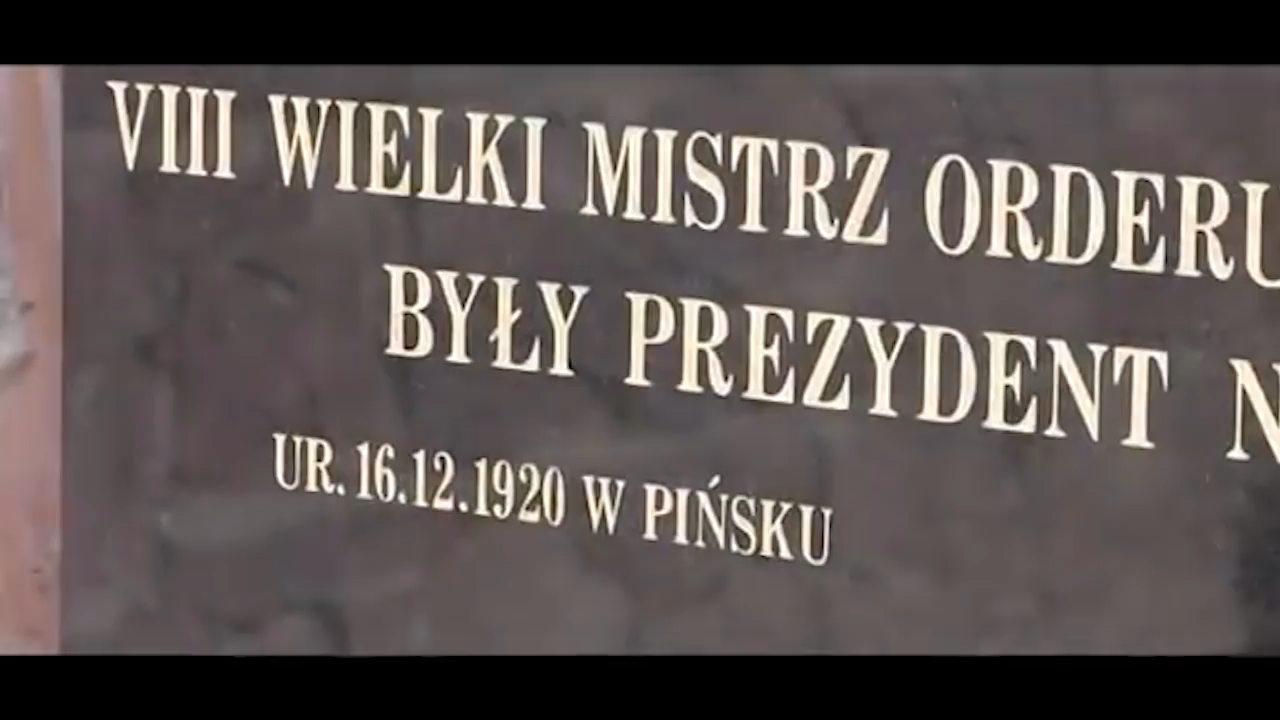 VIII WIELKI MISTRZ ORDERU
BYŁY PREZYDENT N
UR. 16.12.1920 W PIŃSKU